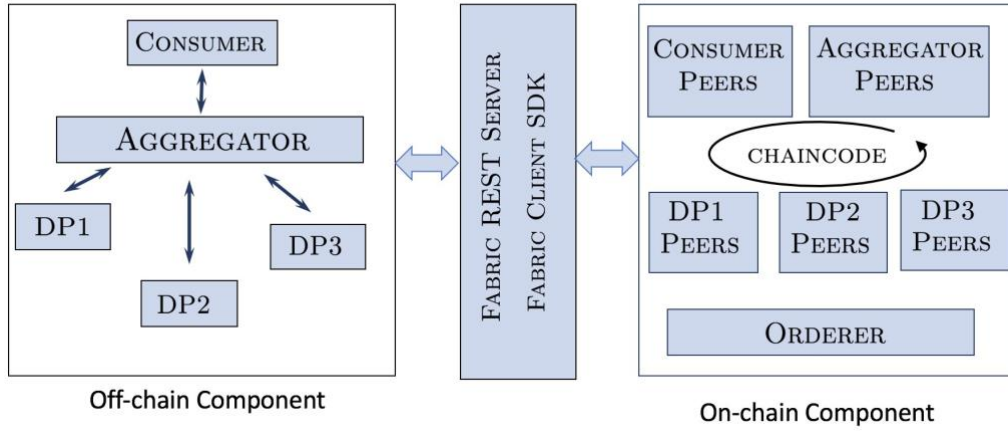 CONSUMER
AGGREGATOR
DP1
DP2
DP3
Off-chain Component
FABRIC REST SERVER
FABRIC CLIENT SDK
CONSUMER
PEERS
AGGREGATOR
PEERS
CHAINCODE
DP1
PEERS
DP2
PEERS
DP3
PEERS
ORDERER
On-chain Component